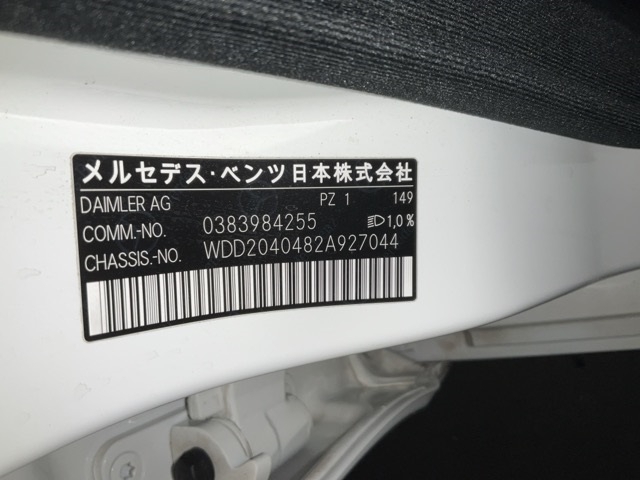 メルセデス・ベンツ日本株式会社
DAIMLER AG PZ 1 149
COMM.-NO. 0383984255 1,0%
CHASSIS.-NO. WDD2040482A927044